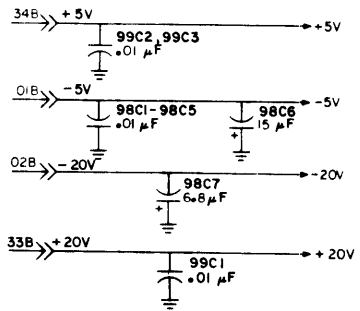 34B +5V +5V
99C2, 99C3
.01 µF
01B -5V -5V
98C1-98C5 98C6
.01 µF 15 µF
+
02B -20V -20V
98C7
6.8 µF
+
33B +20V +20V
99C1
.01 µF